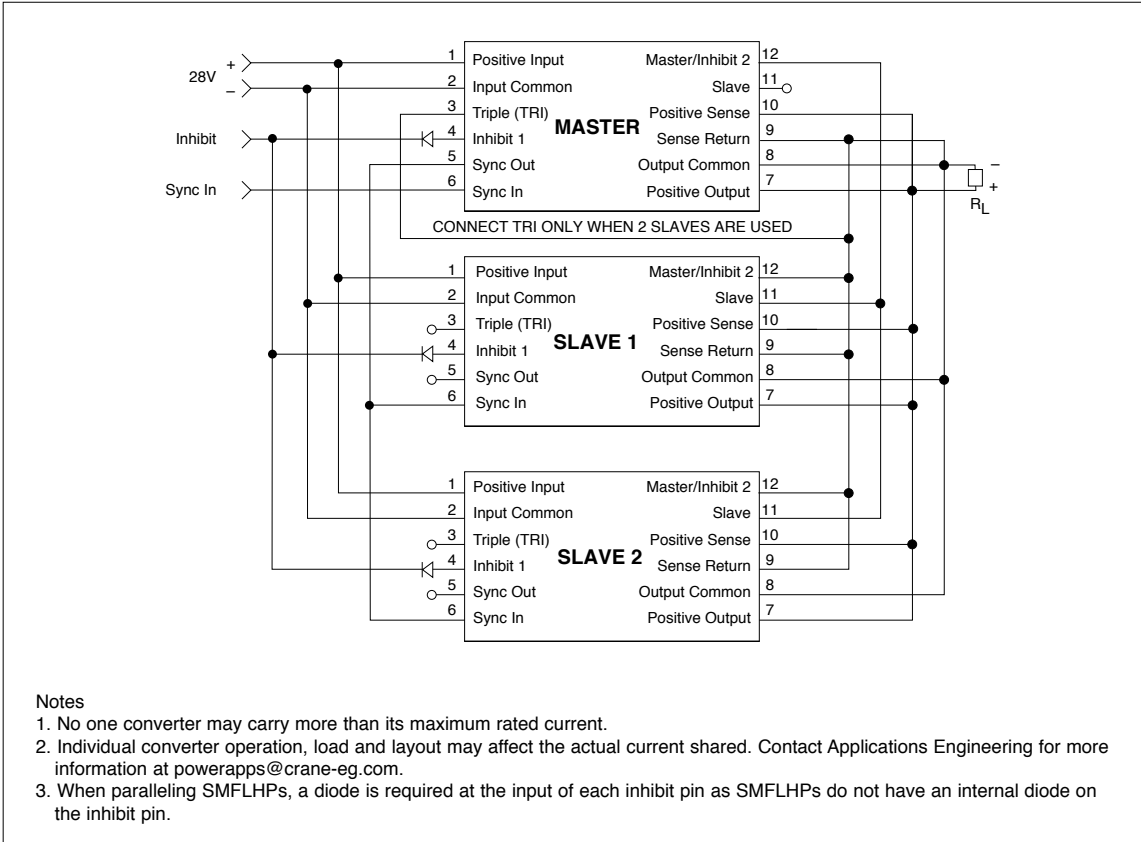 28V
+
–
Inhibit
Sync In
1 Positive Input Master/Inhibit 2 12
2 Input Common Slave 11
3 Triple (TRI) Positive Sense 10
MASTER
4 Inhibit 1 Sense Return 9
5 Sync Out Output Common 8
6 Sync In Positive Output 7
–
+
RL
CONNECT TRI ONLY WHEN 2 SLAVES ARE USED
1 Positive Input Master/Inhibit 2 12
2 Input Common Slave 11
3 Triple (TRI) Positive Sense 10
SLAVE 1
4 Inhibit 1 Sense Return 9
5 Sync Out Output Common 8
6 Sync In Positive Output 7
1 Positive Input Master/Inhibit 2 12
2 Input Common Slave 11
3 Triple (TRI) Positive Sense 10
SLAVE 2
4 Inhibit 1 Sense Return 9
5 Sync Out Output Common 8
6 Sync In Positive Output 7
Notes
1. No one converter may carry more than its maximum rated current.
2. Individual converter operation, load and layout may affect the actual current shared. Contact Applications Engineering for more
information at powerapps@crane-eg.com.
3. When paralleling SMFLHPs, a diode is required at the input of each inhibit pin as SMFLHPs do not have an internal diode on
the inhibit pin.